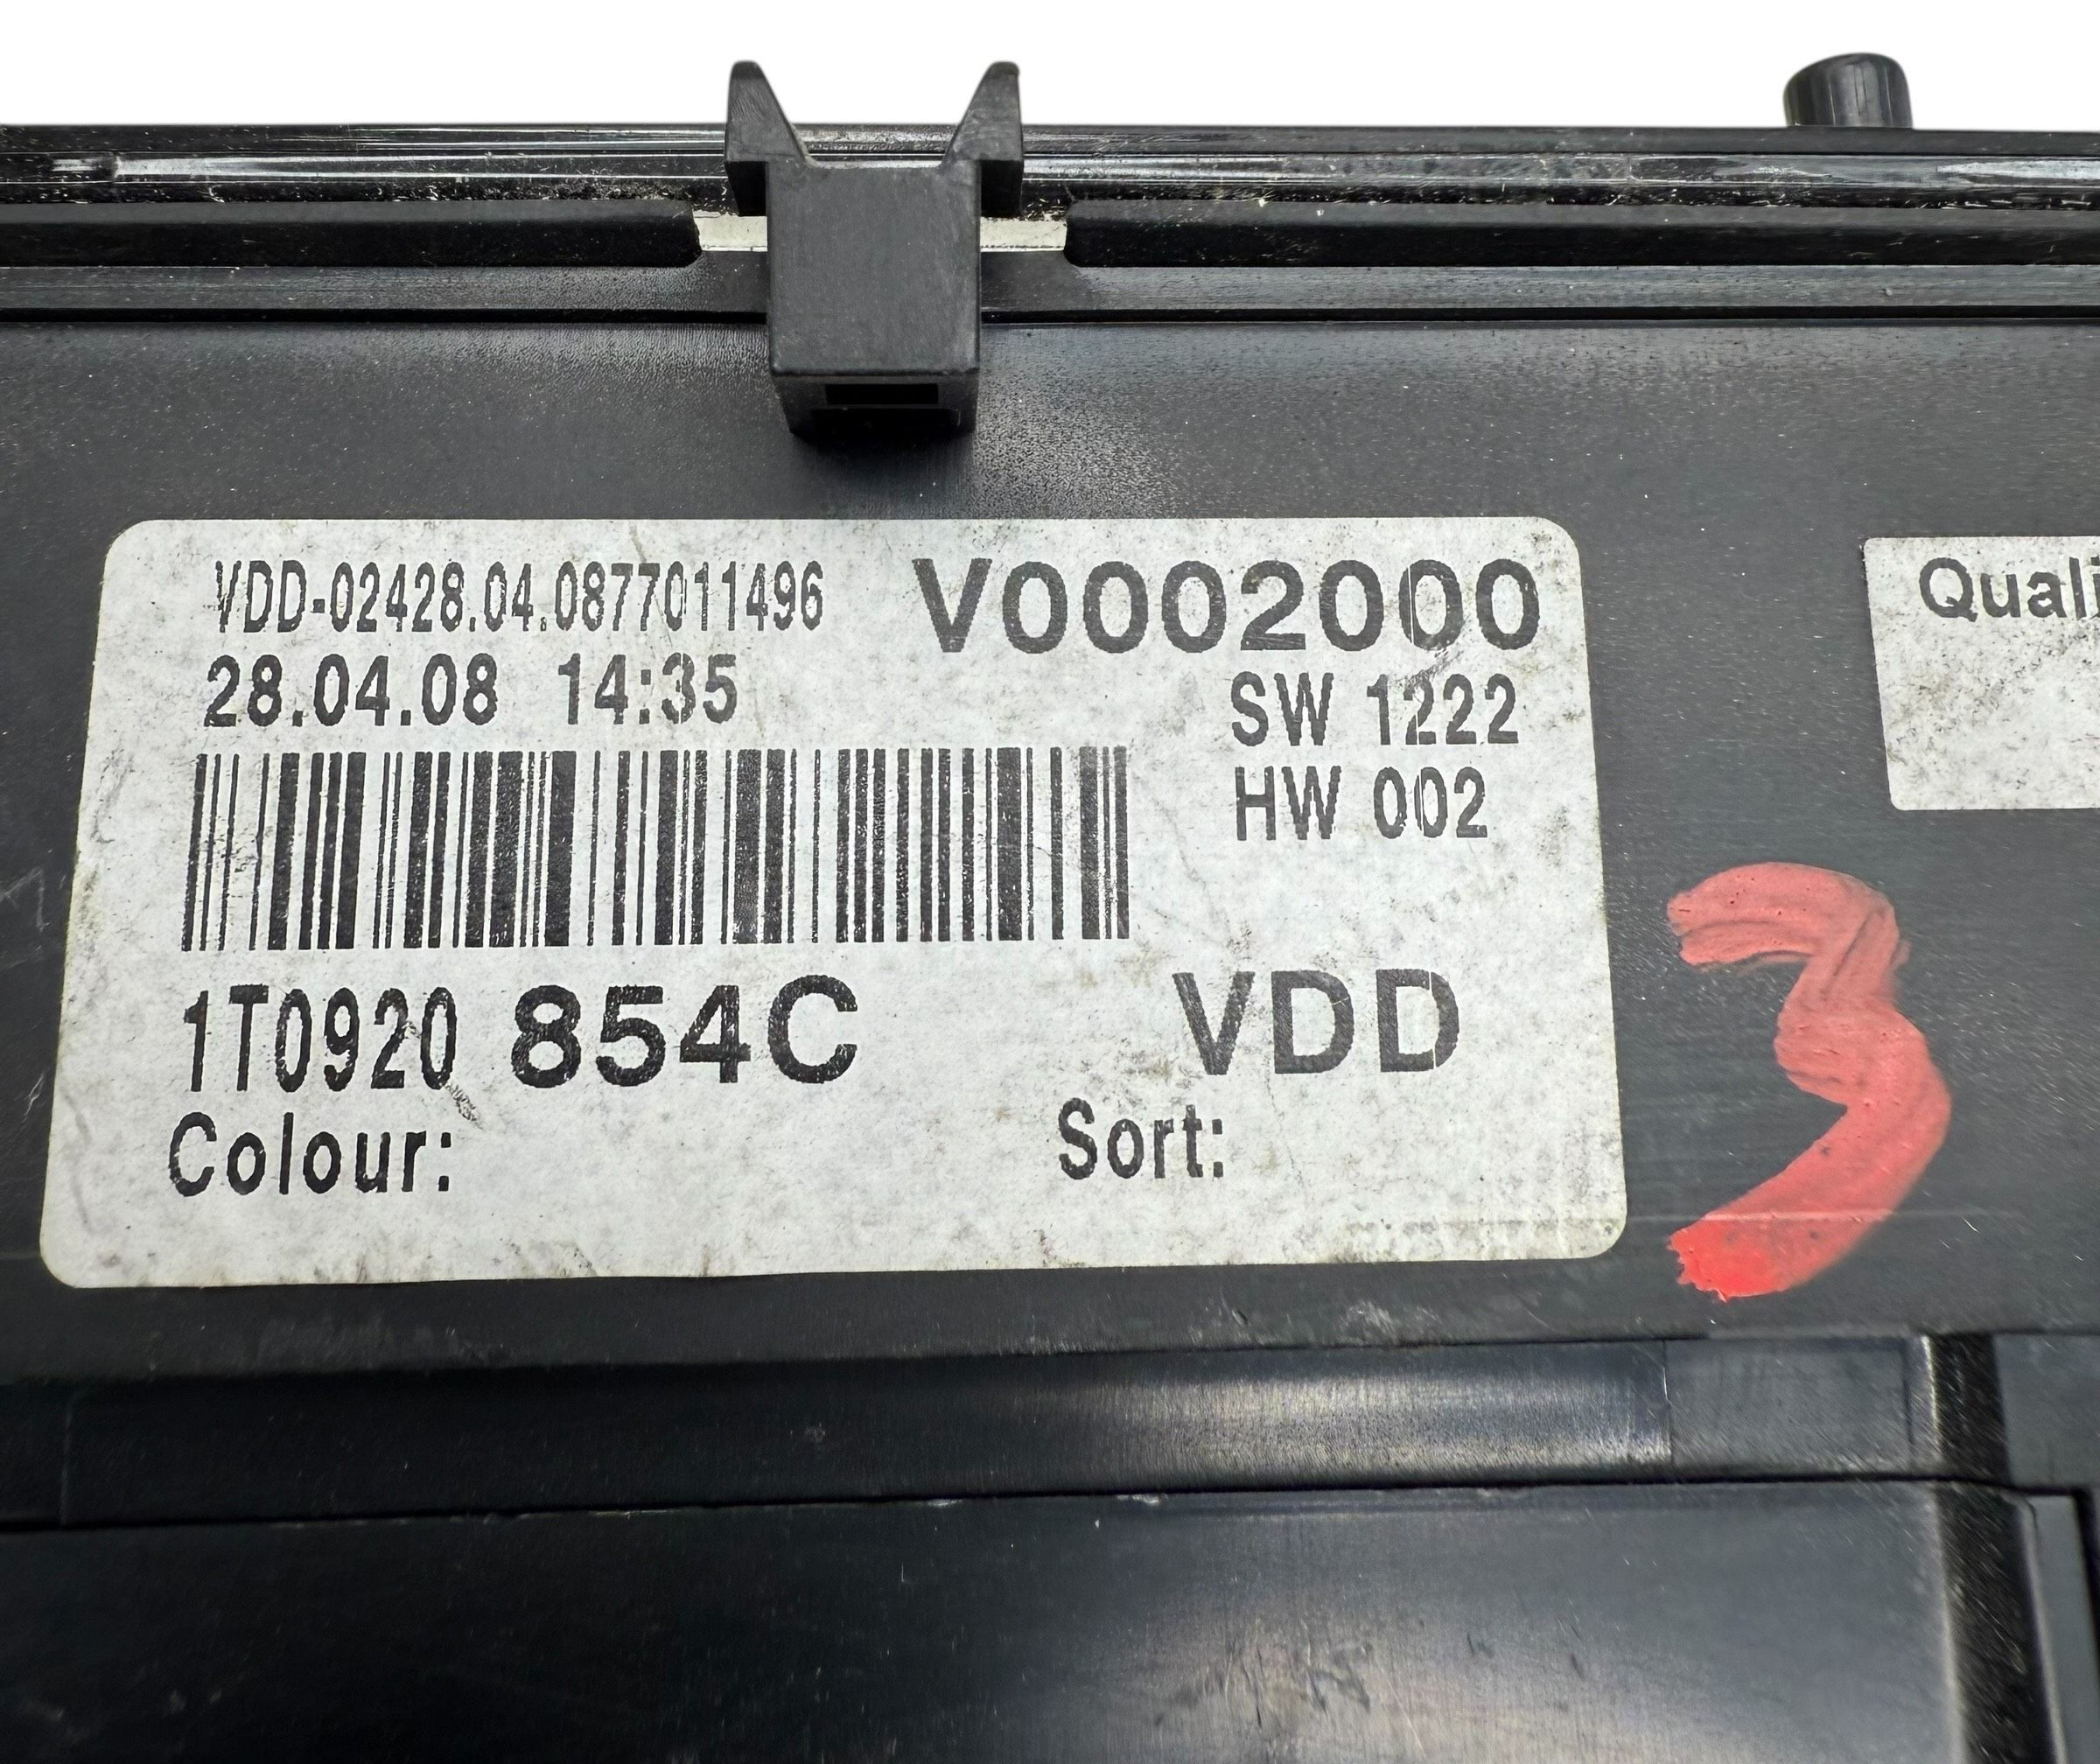 VDD-02428.04.0877011496 V0002000
28.04.08 14:35 SW 1222
HW 002
1T0920 854C VDD
Colour: Sort:
Quali
3